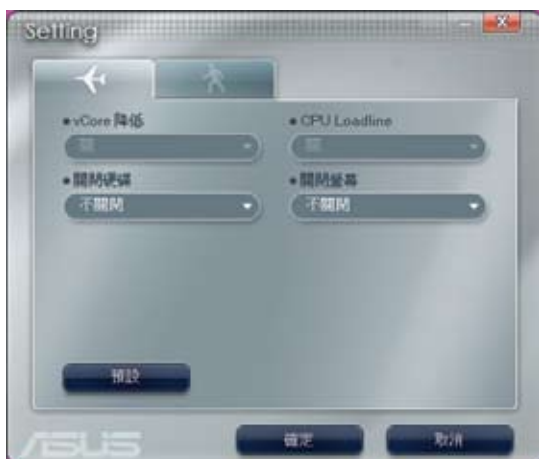 Setting
• vCore 降低
• CPU Loadline
• 關閉硬碟
• 關閉螢幕
不關閉
不關閉
預設
確定
取消
ASUS